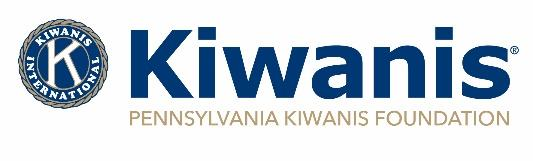 KIWANIS
K
INTERNATIONAL
Kiwanis®
PENNSYLVANIA KIWANIS FOUNDATION